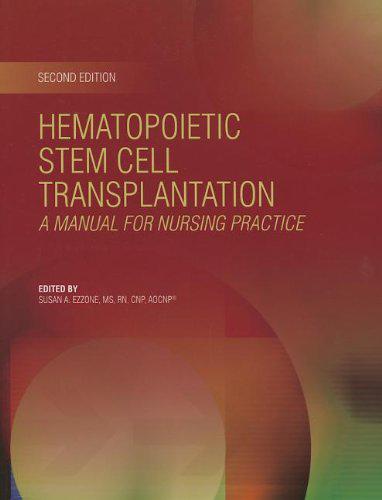 SECOND EDITION
HEMATOPOIETIC
STEM CELL
TRANSPLANTATION
A MANUAL FOR NURSING PRACTICE
EDITED BY
SUSAN A. EZZONE, MS, RN, CNP, AOCNP®